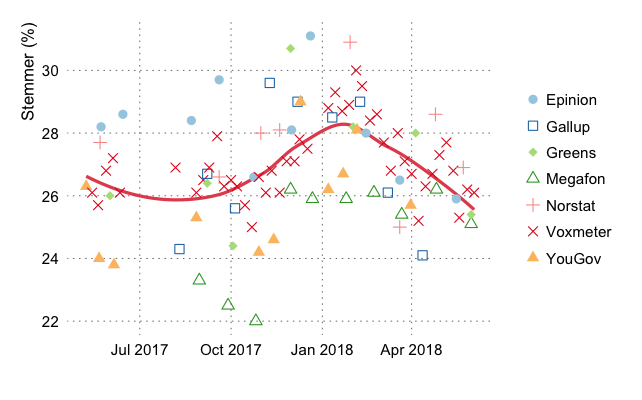 Stemmer (%)
30
28
26
24
22
Jul 2017 Oct 2017 Jan 2018 Apr 2018
Epinion
Gallup
Greens
Megafon
Norstat
Voxmeter
YouGov